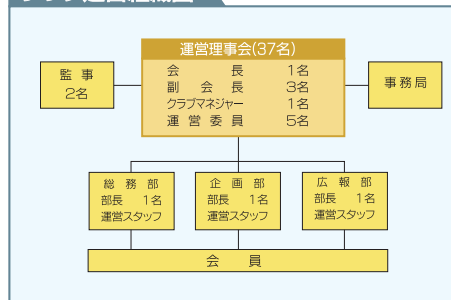 運営理事会(37名)
会長 1名
副会長 3名
クラブマネジャー 1名
運営委員 5名
監事
2名
事務局
総務部
部長 1名
運営スタッフ
企画部
部長 1名
運営スタッフ
広報部
部長 1名
運営スタッフ
会員